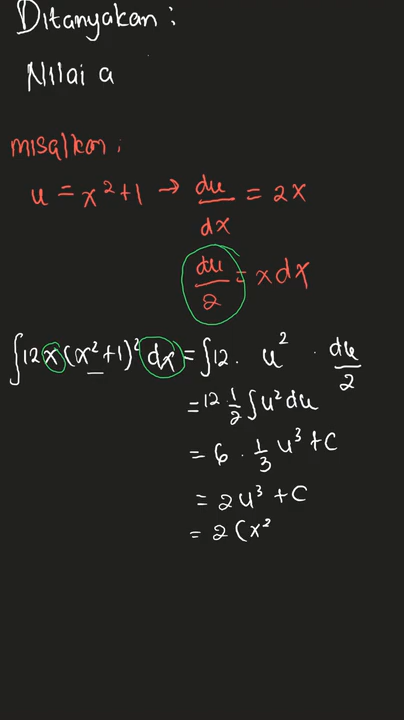 Ditanyakan :
Nilai a
misalkan :
u = x²+1 → du/dx = 2x
du/2 = x dx
∫12x(x²+1)² dx = ∫12 · u² · du/2
= 12 · 1/2 ∫u² du
= 6 · 1/3 u³ + C
= 2u³ + C
= 2(x²